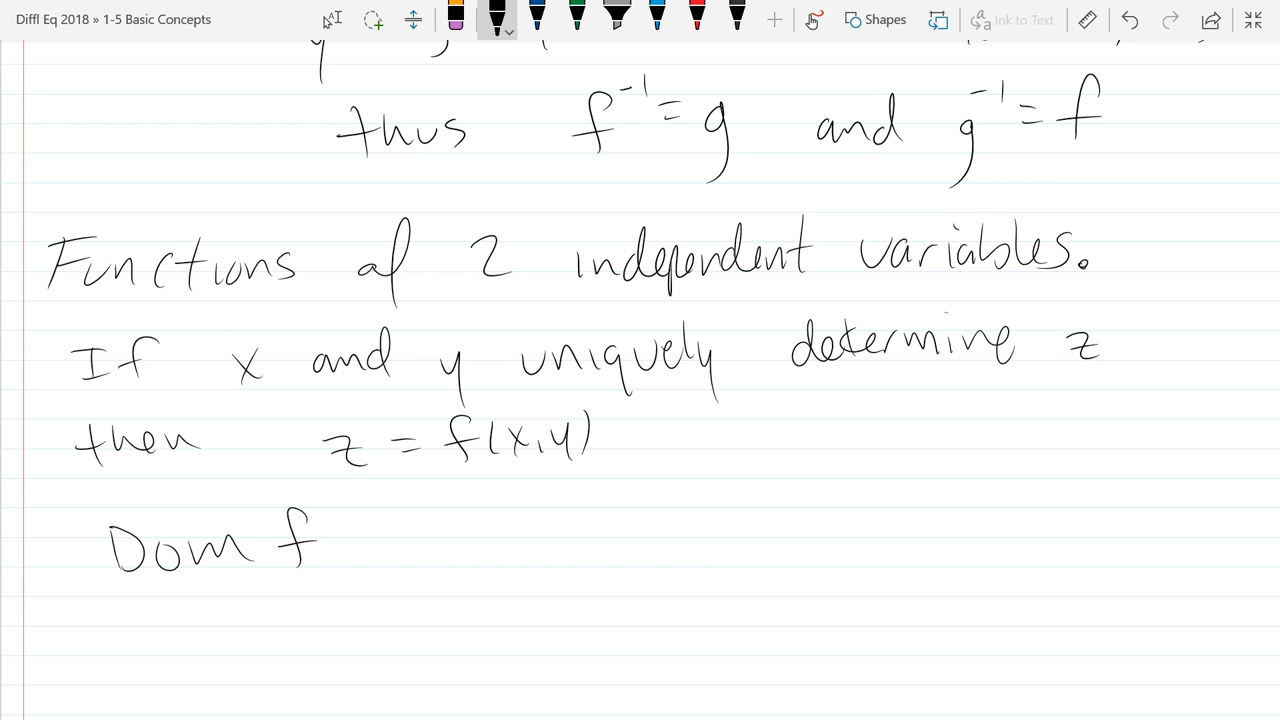 Diffl Eq 2018 » 1-5 Basic Concepts
Shapes
Ink to Text
thus f⁻¹ = g and g⁻¹ = f
Functions of 2 independent variables.
If x and y uniquely determine z
then z = f(x,y)
Dom f